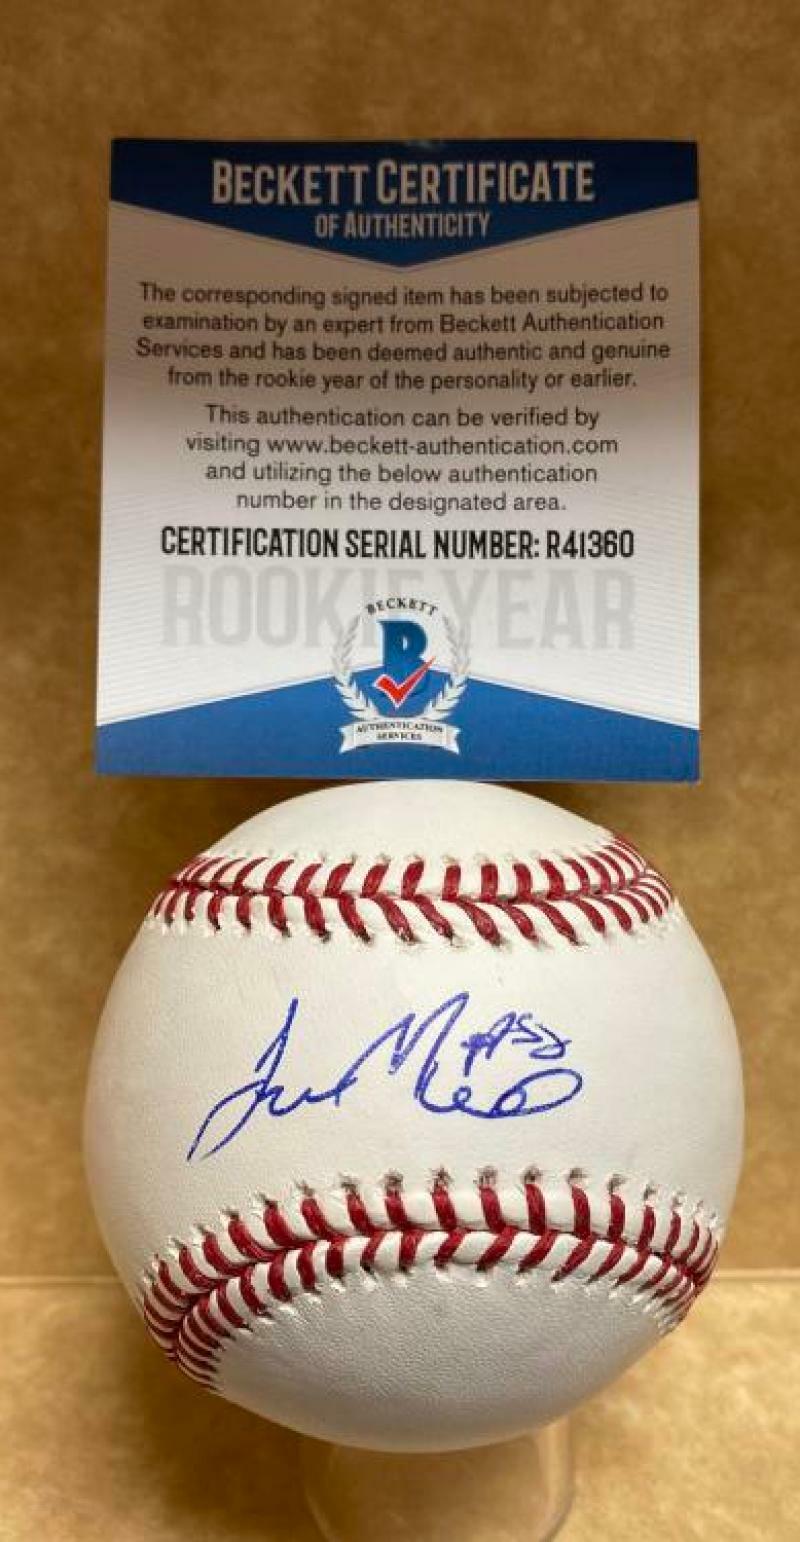 BECKETT CERTIFICATE
OF AUTHENTICITY
The corresponding signed item has been subjected to
examination by an expert from Beckett Authentication
Services and has been deemed authentic and genuine
from the rookie year of the personality or earlier.
This authentication can be verified by
visiting www.beckett-authentication.com
and utilizing the below authentication
number in the designated area.
CERTIFICATION SERIAL NUMBER: R41360
ROOKIE YEAR
BECKETT
B
AUTHENTICATION
SERVICES